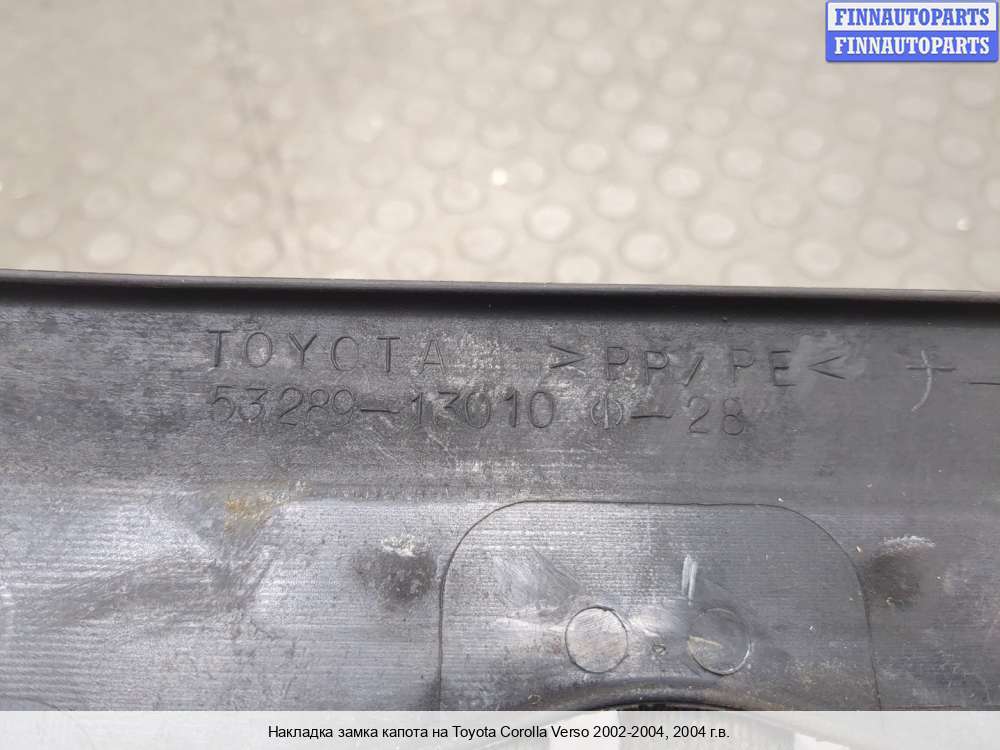 FINNAUTOPARTS
FINNAUTOPARTS
TOYOTA >PP/PE<
53289-13010 -28
Накладка замка капота на Toyota Corolla Verso 2002-2004, 2004 г.в.